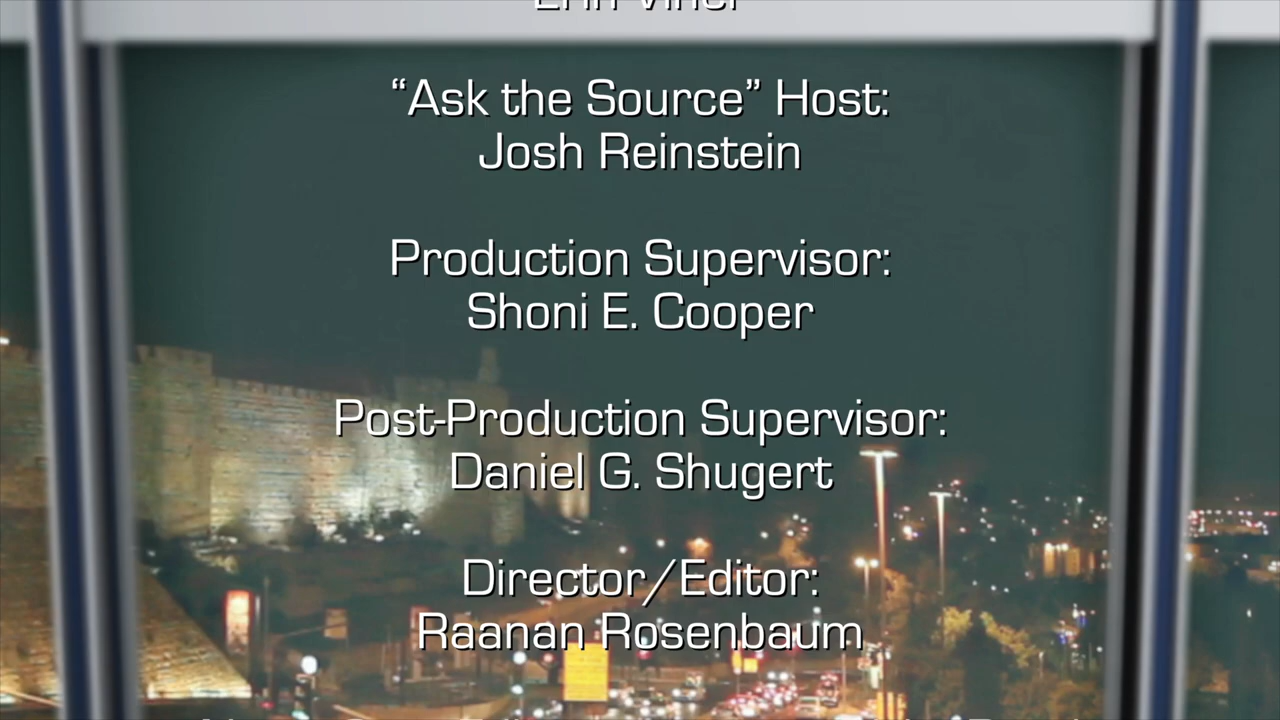 “Ask the Source” Host:
Josh Reinstein
Production Supervisor:
Shoni E. Cooper
Post-Production Supervisor:
Daniel G. Shugert
Director/Editor:
Raanan Rosenbaum